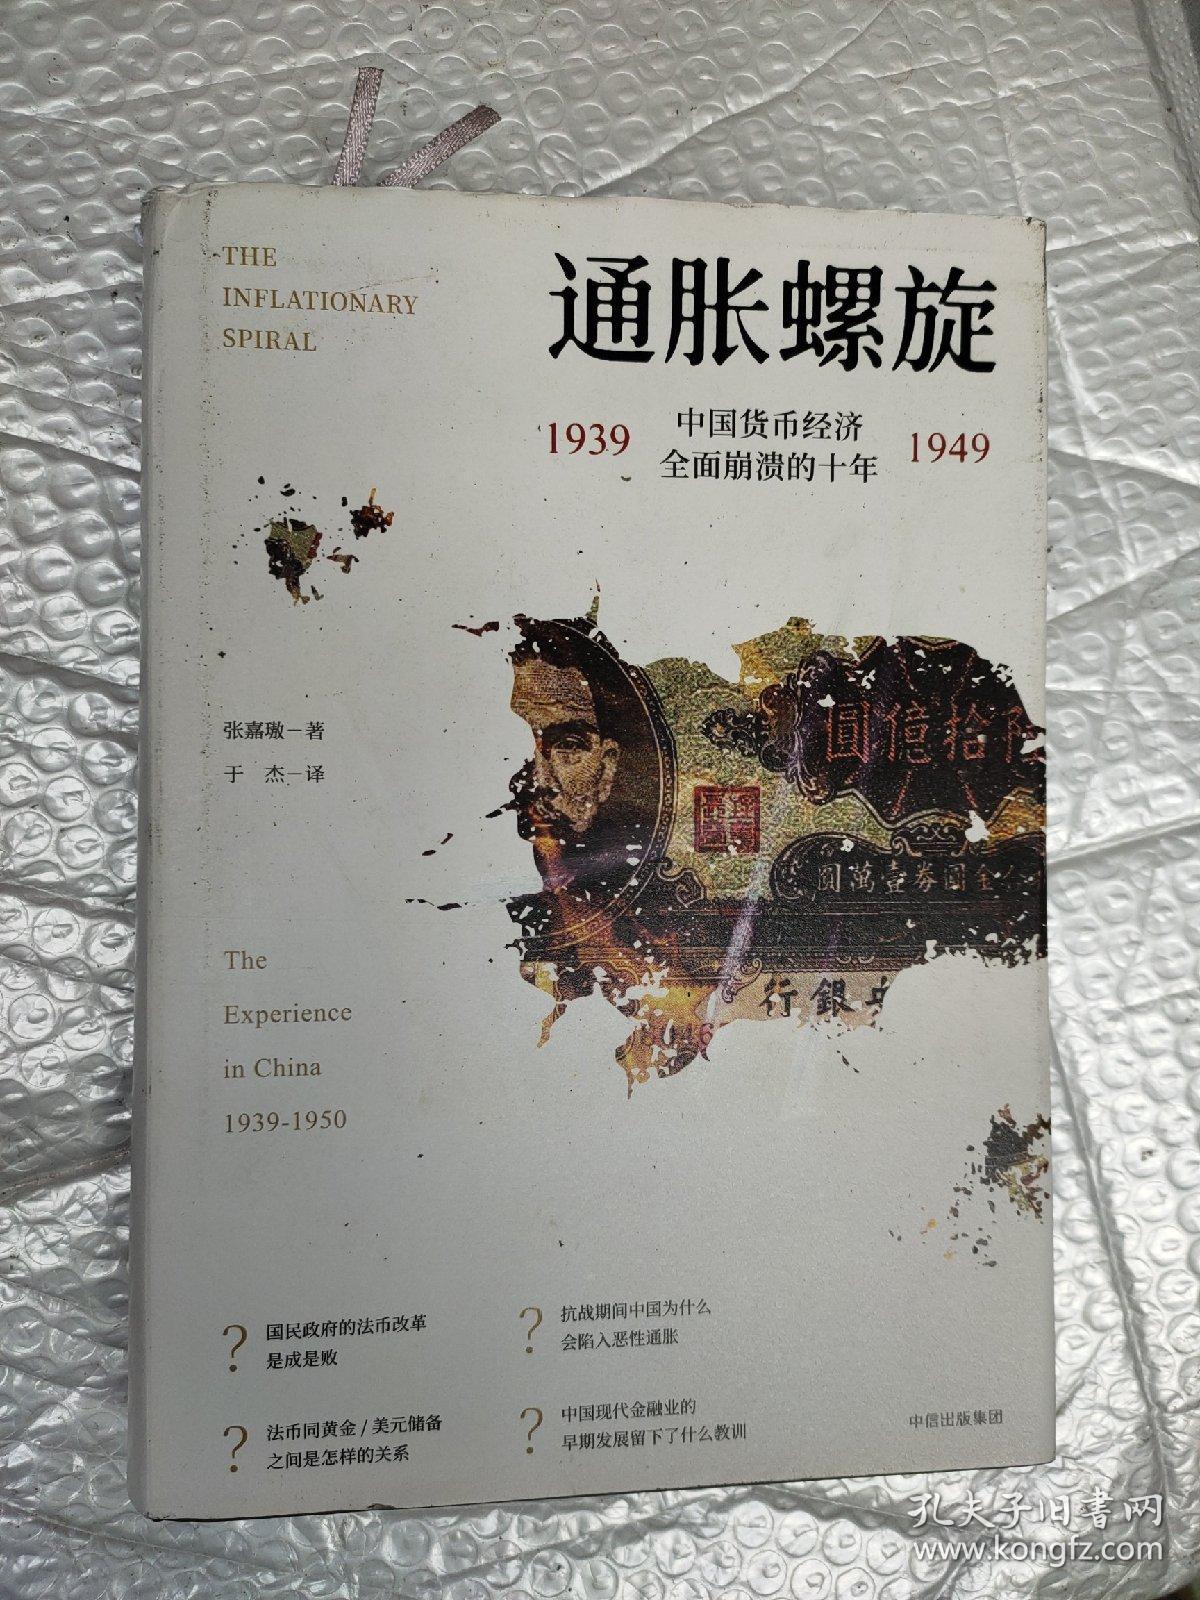 THE
INFLATIONARY
SPIRAL
通胀螺旋
1939 中国货币经济 1949
全面崩溃的十年
张嘉璈—著
于 杰—译
圓億拾陸
圓萬壹券圓金
行銀央
The
Experience
in China
1939-1950
? 国民政府的法币改革
是成是败
? 抗战期间中国为什么
会陷入恶性通胀
? 法币同黄金/美元储备
之间是怎样的关系
? 中国现代金融业的
早期发展留下了什么教训
中信出版集团
孔夫子旧书网
www.kongfz.com